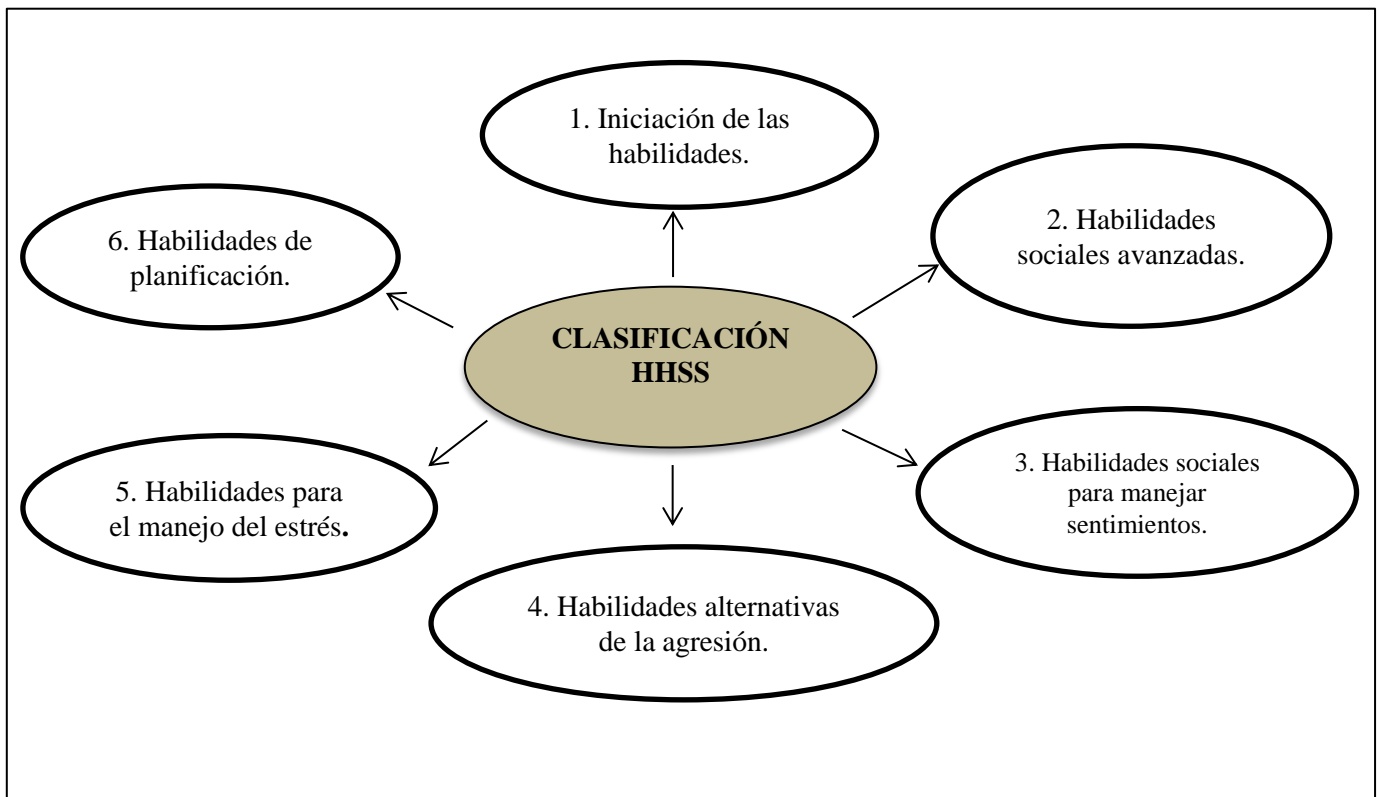 1. Iniciación de las
habilidades.
2. Habilidades
sociales avanzadas.
6. Habilidades de
planificación.
CLASIFICACIÓN
HHSS
3. Habilidades sociales
para manejar
sentimientos.
5. Habilidades para
el manejo del estrés.
4. Habilidades alternativas
de la agresión.